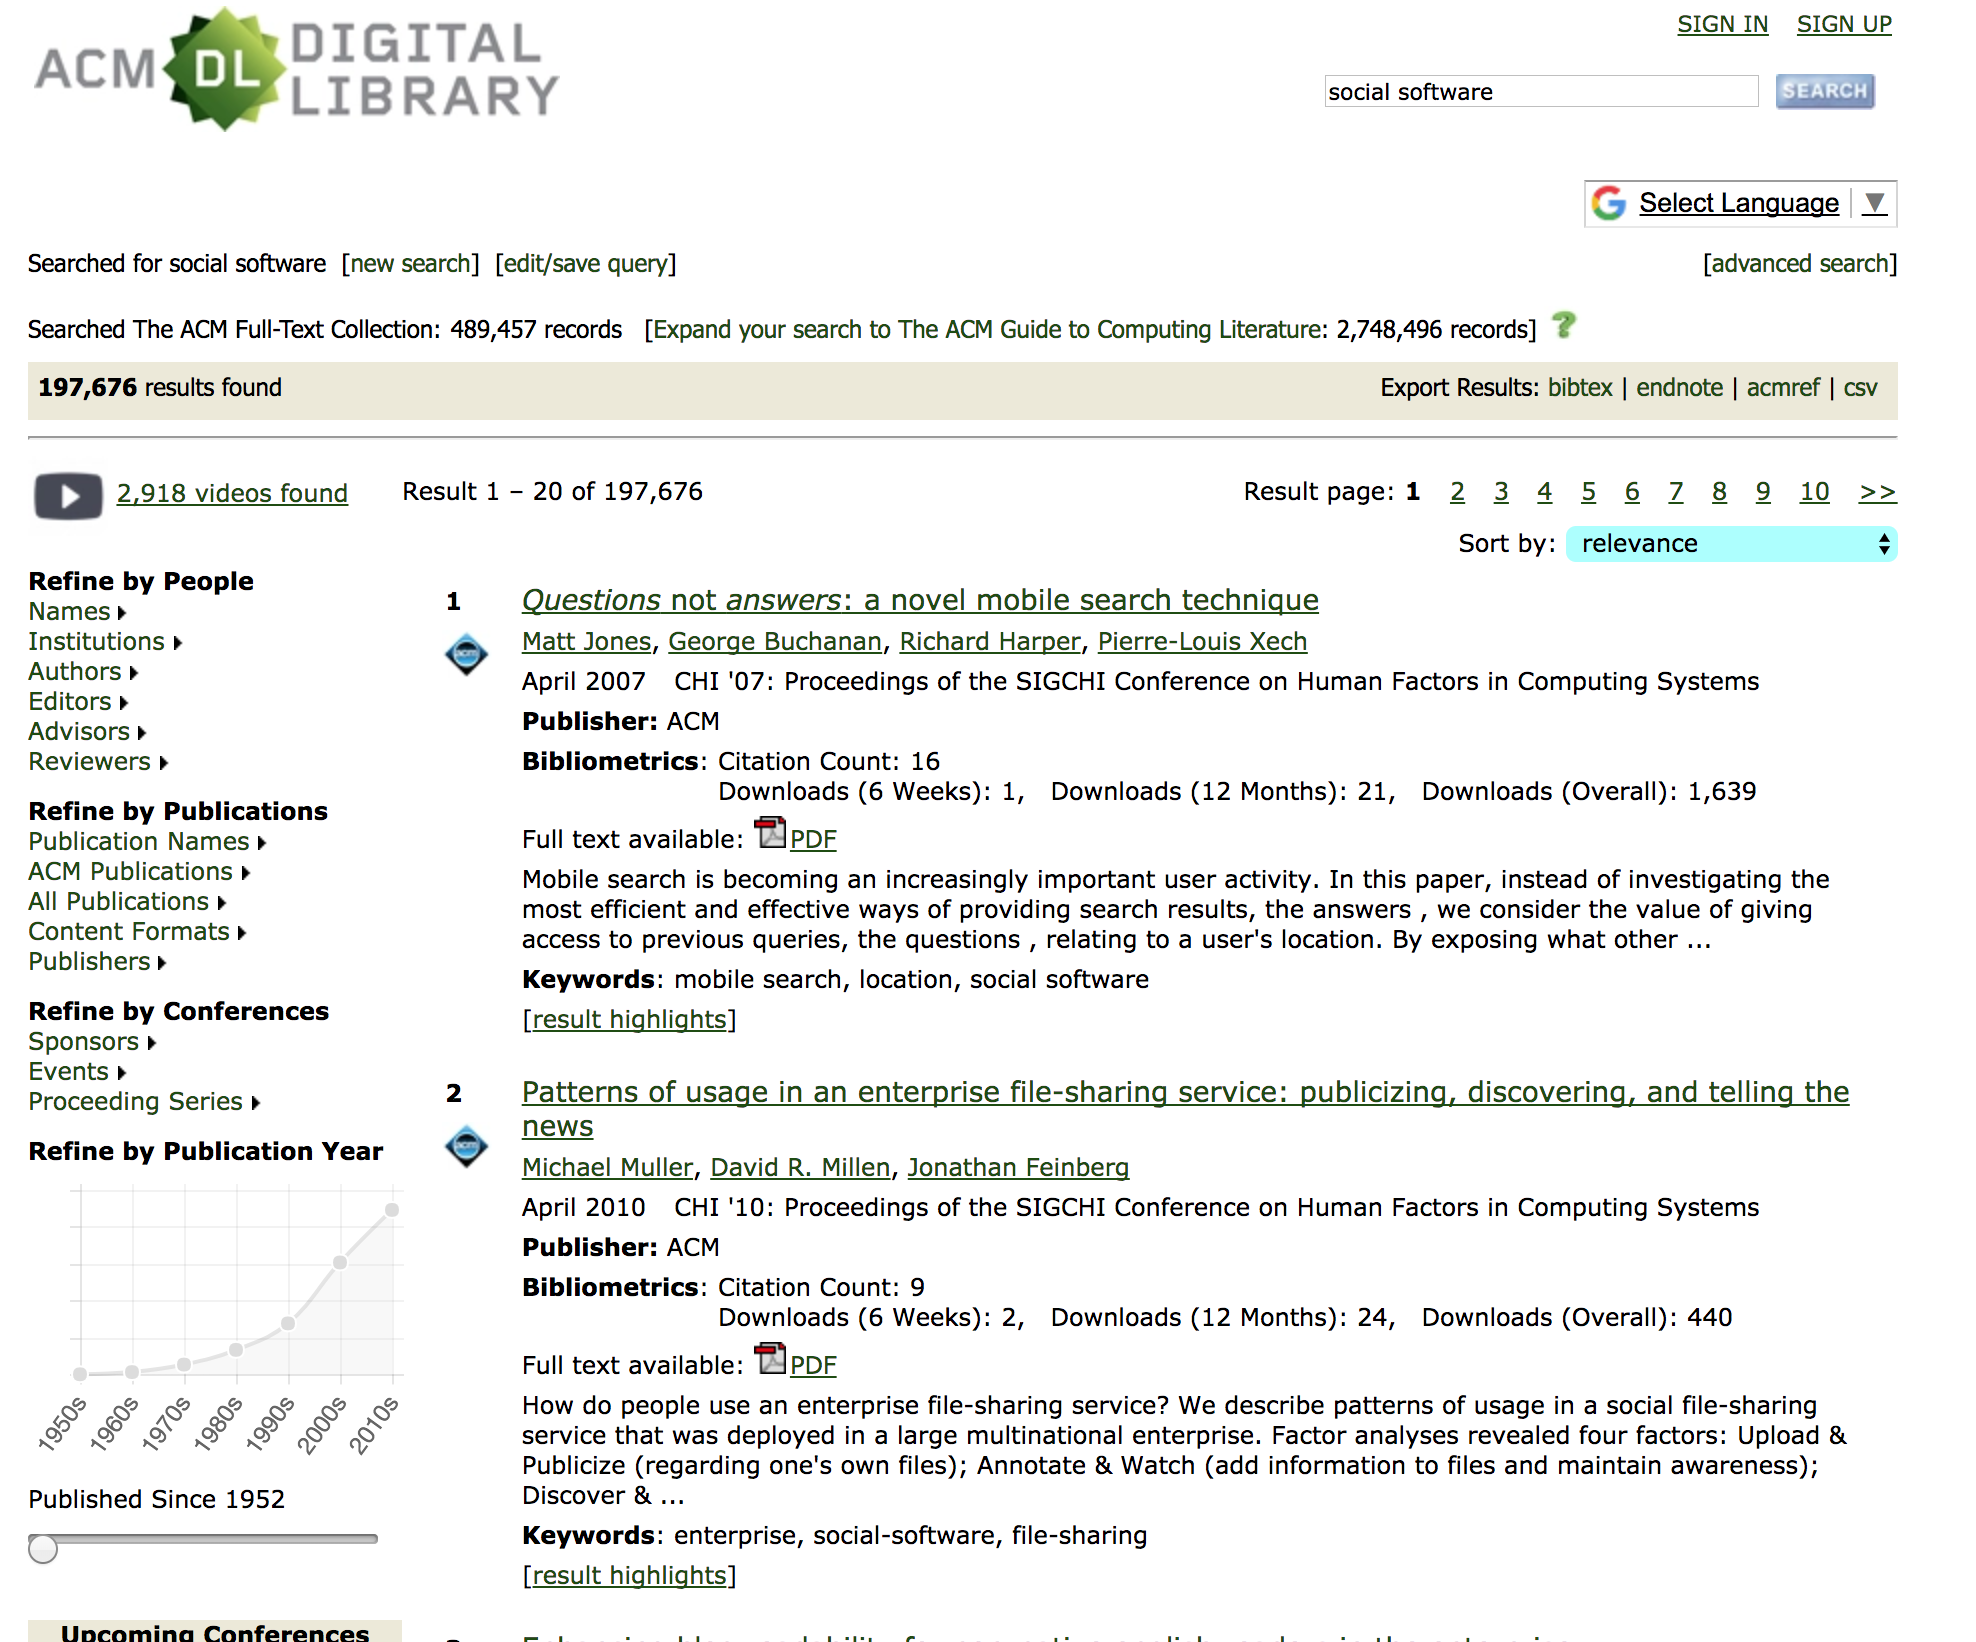 SIGN IN SIGN UP
ACM DL DIGITAL LIBRARY
social software SEARCH
Select Language ▼
Searched for social software [new search] [edit/save query] [advanced search]
Searched The ACM Full-Text Collection: 489,457 records [Expand your search to The ACM Guide to Computing Literature: 2,748,496 records] ?
197,676 results found Export Results: bibtex | endnote | acmref | csv
2,918 videos found Result 1 – 20 of 197,676 Result page: 1 2 3 4 5 6 7 8 9 10 >>
Sort by: relevance
Refine by People
Names
Institutions
Authors
Editors
Advisors
Reviewers
Refine by Publications
Publication Names
ACM Publications
All Publications
Content Formats
Publishers
Refine by Conferences
Sponsors
Events
Proceeding Series
Refine by Publication Year
1950s 1960s 1970s 1980s 1990s 2000s 2010s
Published Since 1952
Upcoming Conferences
1 Questions not answers: a novel mobile search technique
Matt Jones, George Buchanan, Richard Harper, Pierre-Louis Xech
April 2007 CHI '07: Proceedings of the SIGCHI Conference on Human Factors in Computing Systems
Publisher: ACM
Bibliometrics: Citation Count: 16
Downloads (6 Weeks): 1, Downloads (12 Months): 21, Downloads (Overall): 1,639
Full text available: PDF
Mobile search is becoming an increasingly important user activity. In this paper, instead of investigating the
most efficient and effective ways of providing search results, the answers , we consider the value of giving
access to previous queries, the questions , relating to a user's location. By exposing what other ...
Keywords: mobile search, location, social software
[result highlights]
2 Patterns of usage in an enterprise file-sharing service: publicizing, discovering, and telling the
news
Michael Muller, David R. Millen, Jonathan Feinberg
April 2010 CHI '10: Proceedings of the SIGCHI Conference on Human Factors in Computing Systems
Publisher: ACM
Bibliometrics: Citation Count: 9
Downloads (6 Weeks): 2, Downloads (12 Months): 24, Downloads (Overall): 440
Full text available: PDF
How do people use an enterprise file-sharing service? We describe patterns of usage in a social file-sharing
service that was deployed in a large multinational enterprise. Factor analyses revealed four factors: Upload &
Publicize (regarding one's own files); Annotate & Watch (add information to files and maintain awareness);
Discover & ...
Keywords: enterprise, social-software, file-sharing
[result highlights]